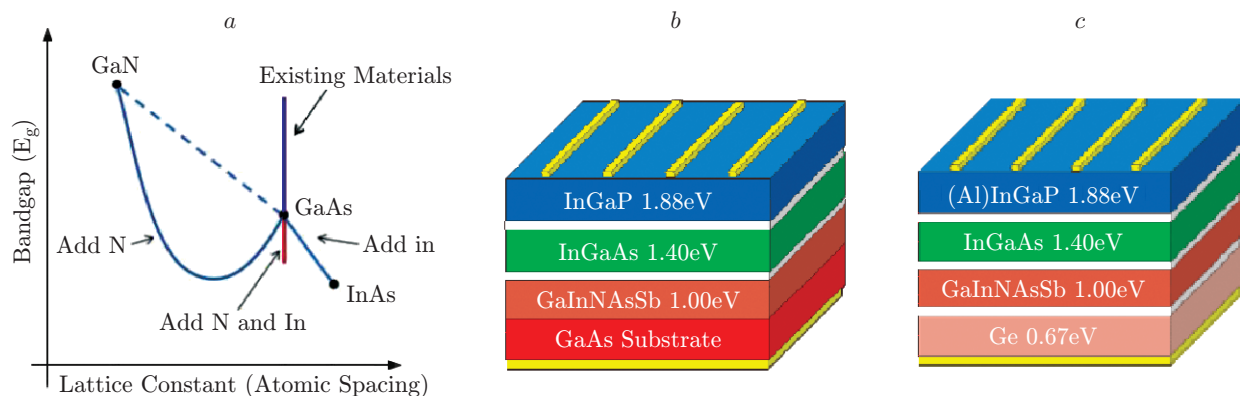 a
Bandgap (E_g)
GaN
Existing Materials
GaAs
Add N
Add in
InAs
Add N and In
Lattice Constant (Atomic Spacing)
b
InGaP 1.88eV
InGaAs 1.40eV
GaInNAsSb 1.00eV
GaAs Substrate
c
(Al)InGaP 1.88eV
InGaAs 1.40eV
GaInNAsSb 1.00eV
Ge 0.67eV